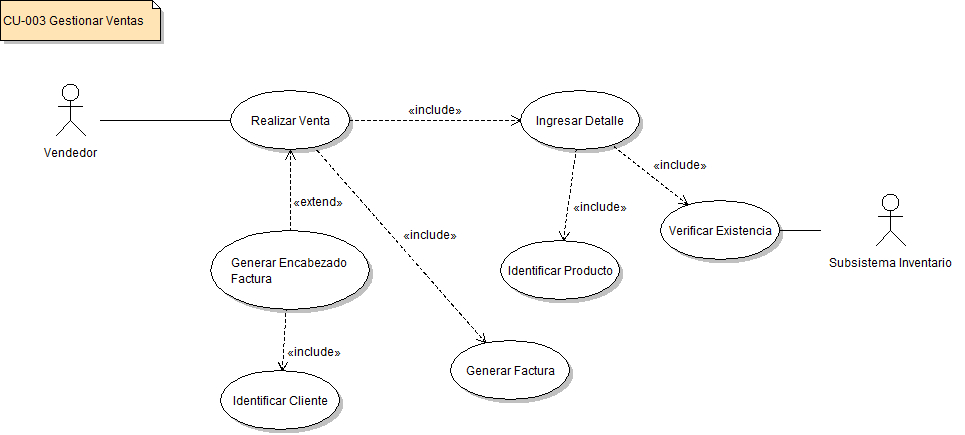 CU-003 Gestionar Ventas
Vendedor
Realizar Venta
«include»
Ingresar Detalle
«include»
«extend»
«include»
«include»
Verificar Existencia
Subsistema Inventario
Generar Encabezado
Factura
Identificar Producto
«include»
Generar Factura
Identificar Cliente